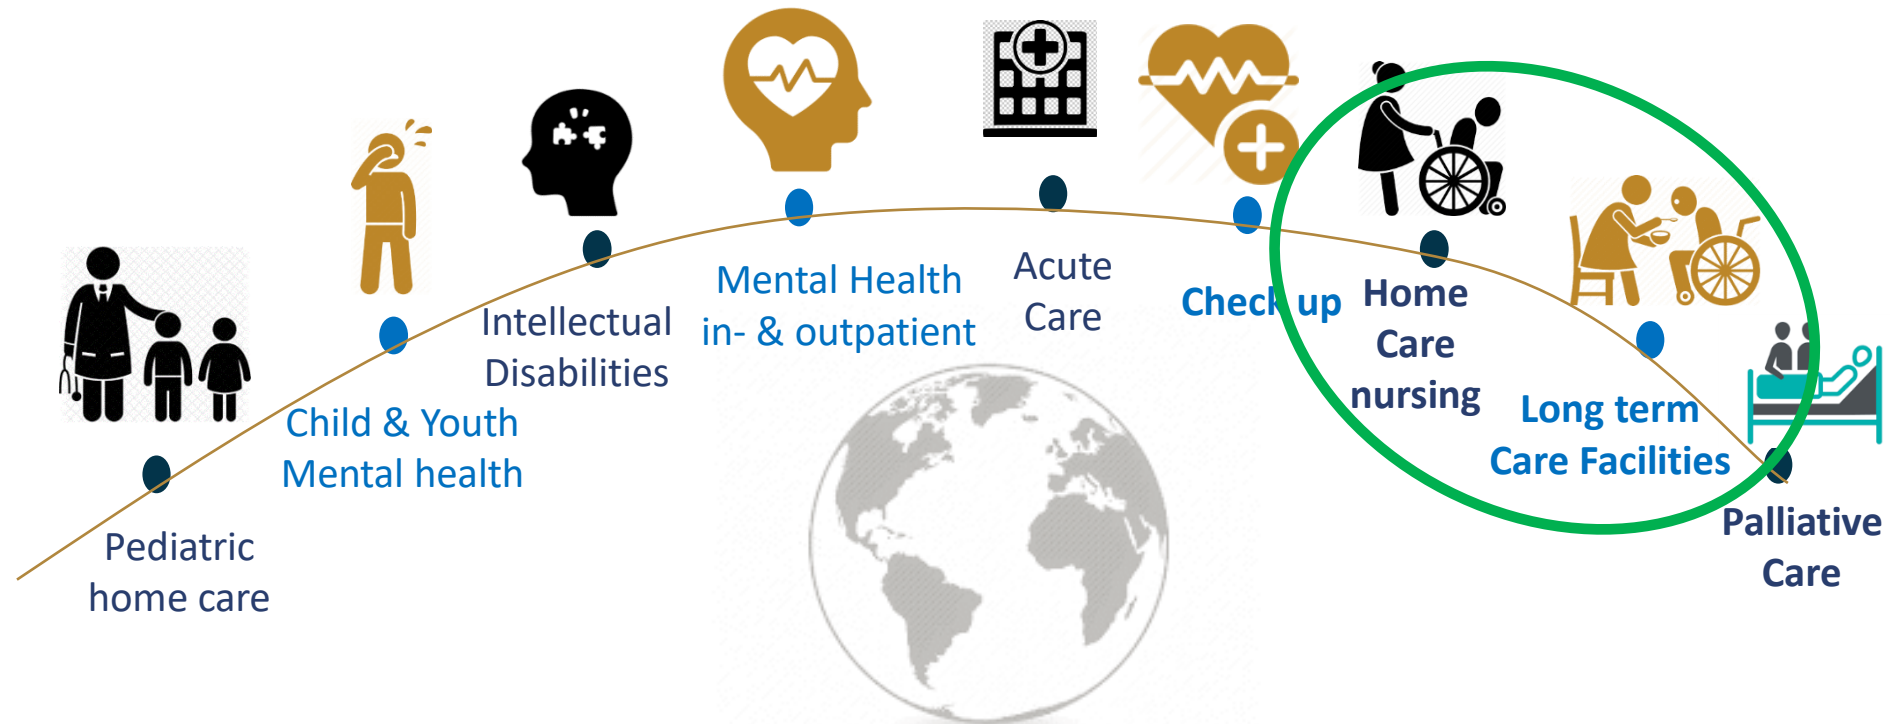 Pediatric
home care
Child & Youth
Mental health
Intellectual
Disabilities
Mental Health
in- & outpatient
Acute
Care
Check up
Home
Care
nursing
Long term
Care Facilities
Palliative
Care